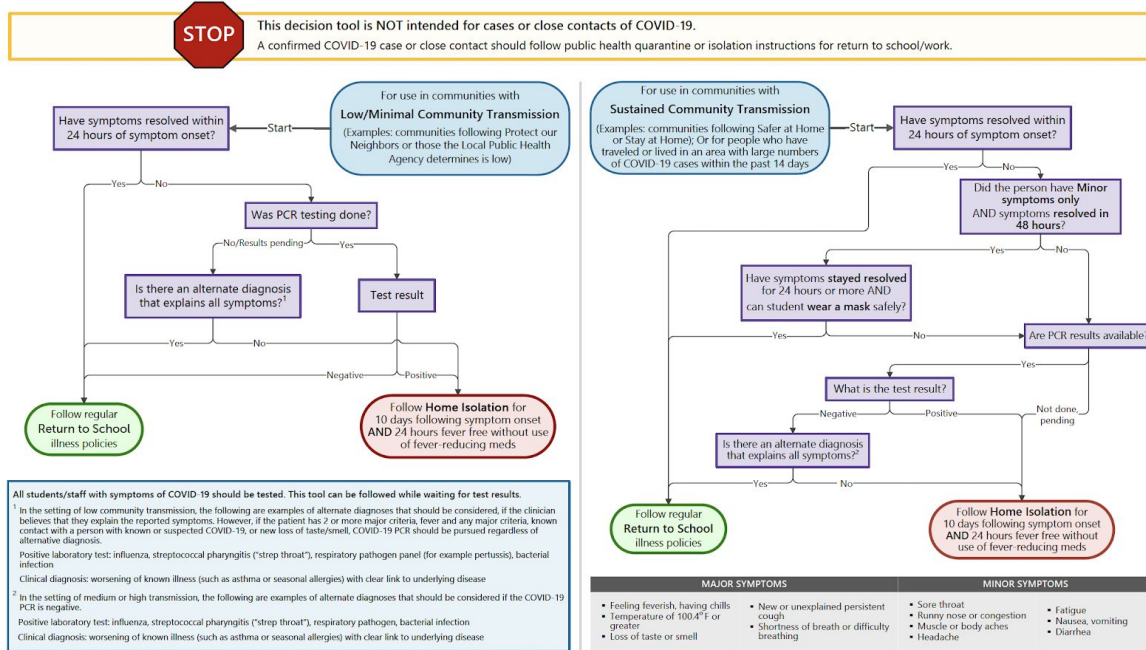 STOP
This decision tool is NOT intended for cases or close contacts of COVID-19.
A confirmed COVID-19 case or close contact should follow public health quarantine or isolation instructions for return to school/work.
Have symptoms resolved within
24 hours of symptom onset?
Start
For use in communities with
Low/Minimal Community Transmission
(Examples: communities following Protect our
Neighbors or those the Local Public Health
Agency determines is low)
Yes
No
Was PCR testing done?
No/Results pending
Yes
Is there an alternate diagnosis
that explains all symptoms?1
Test result
Yes
No
Negative
Positive
Follow regular
Return to School
illness policies
Follow Home Isolation for
10 days following symptom onset
AND 24 hours fever free without use
of fever-reducing meds
All students/staff with symptoms of COVID-19 should be tested. This tool can be followed while waiting for test results.
1 In the setting of low community transmission, the following are examples of alternate diagnoses that should be considered, if the clinician
believes that they explain the reported symptoms. However, if the patient has 2 or more major criteria, fever and any major criteria, known
contact with a person with known or suspected COVID-19, or new loss of taste/smell, COVID-19 PCR should be pursued regardless of
alternative diagnosis.
Positive laboratory test: influenza, streptococcal pharyngitis ("strep throat"), respiratory pathogen panel (for example pertussis), bacterial
infection
Clinical diagnosis: worsening of known illness (such as asthma or seasonal allergies) with clear link to underlying disease
2 In the setting of medium or high transmission, the following are examples of alternate diagnoses that should be considered if the COVID-19
PCR is negative.
Positive laboratory test: influenza, streptococcal pharyngitis ("strep throat"), respiratory pathogen, bacterial infection
Clinical diagnosis: worsening of known illness (such as asthma or seasonal allergies) with clear link to underlying disease
For use in communities with
Sustained Community Transmission
(Examples: communities following Safer at Home
or Stay at Home); Or for people who have
traveled or lived in an area with large numbers
of COVID-19 cases within the past 14 days
Start
Have symptoms resolved within
24 hours of symptom onset?
Yes
No
Did the person have Minor
symptoms only
AND symptoms resolved in
48 hours?
Yes
No
Have symptoms stayed resolved
for 24 hours or more AND
can student wear a mask safely?
Yes
No
Are PCR results available?
Yes
What is the test result?
Negative
Positive
Not done,
pending
Is there an alternate diagnosis
that explains all symptoms?2
Yes
No
Follow regular
Return to School
illness policies
Follow Home Isolation for
10 days following symptom onset
AND 24 hours fever free without
use of fever-reducing meds
MAJOR SYMPTOMS
▪ Feeling feverish, having chills
▪ Temperature of 100.4°F or
greater
▪ Loss of taste or smell
▪ New or unexplained persistent
cough
▪ Shortness of breath or difficulty
breathing
MINOR SYMPTOMS
▪ Sore throat
▪ Runny nose or congestion
▪ Muscle or body aches
▪ Headache
▪ Fatigue
▪ Nausea, vomiting
▪ Diarrhea